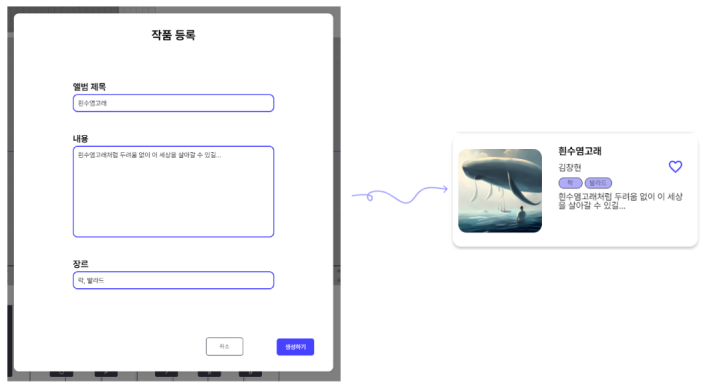 작품 등록
앨범 제목
흰수염고래
내용
흰수염고래처럼 두려움 없이 이 세상을 살아갈 수 있길...
장르
락, 발라드
취소
생성하기
흰수염고래
김창현
락 발라드
흰수염고래처럼 두려움 없이 이 세상
을 살아갈 수 있길...